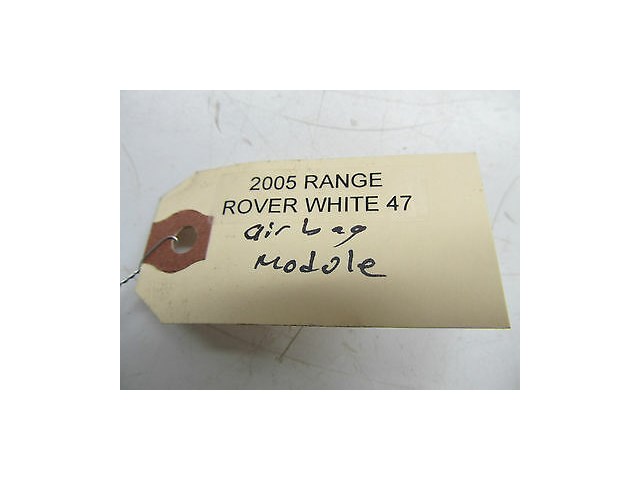 2005 RANGE
ROVER WHITE 47
air bag
Module